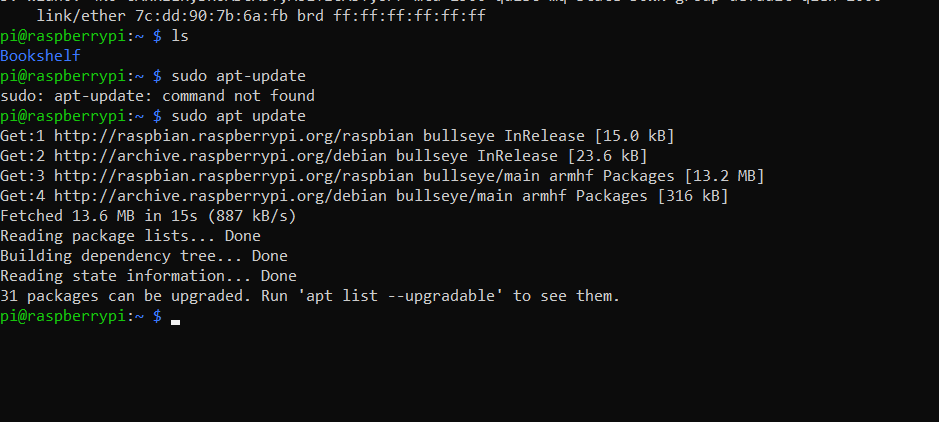 link/ether 7c:dd:90:7b:6a:fb brd ff:ff:ff:ff:ff:ff
pi@raspberrypi:~ $ ls
Bookshelf
pi@raspberrypi:~ $ sudo apt-update
sudo: apt-update: command not found
pi@raspberrypi:~ $ sudo apt update
Get:1 http://raspbian.raspberrypi.org/raspbian bullseye InRelease [15.0 kB]
Get:2 http://archive.raspberrypi.org/debian bullseye InRelease [23.6 kB]
Get:3 http://raspbian.raspberrypi.org/raspbian bullseye/main armhf Packages [13.2 MB]
Get:4 http://archive.raspberrypi.org/debian bullseye/main armhf Packages [316 kB]
Fetched 13.6 MB in 15s (887 kB/s)
Reading package lists... Done
Building dependency tree... Done
Reading state information... Done
31 packages can be upgraded. Run 'apt list --upgradable' to see them.
pi@raspberrypi:~ $